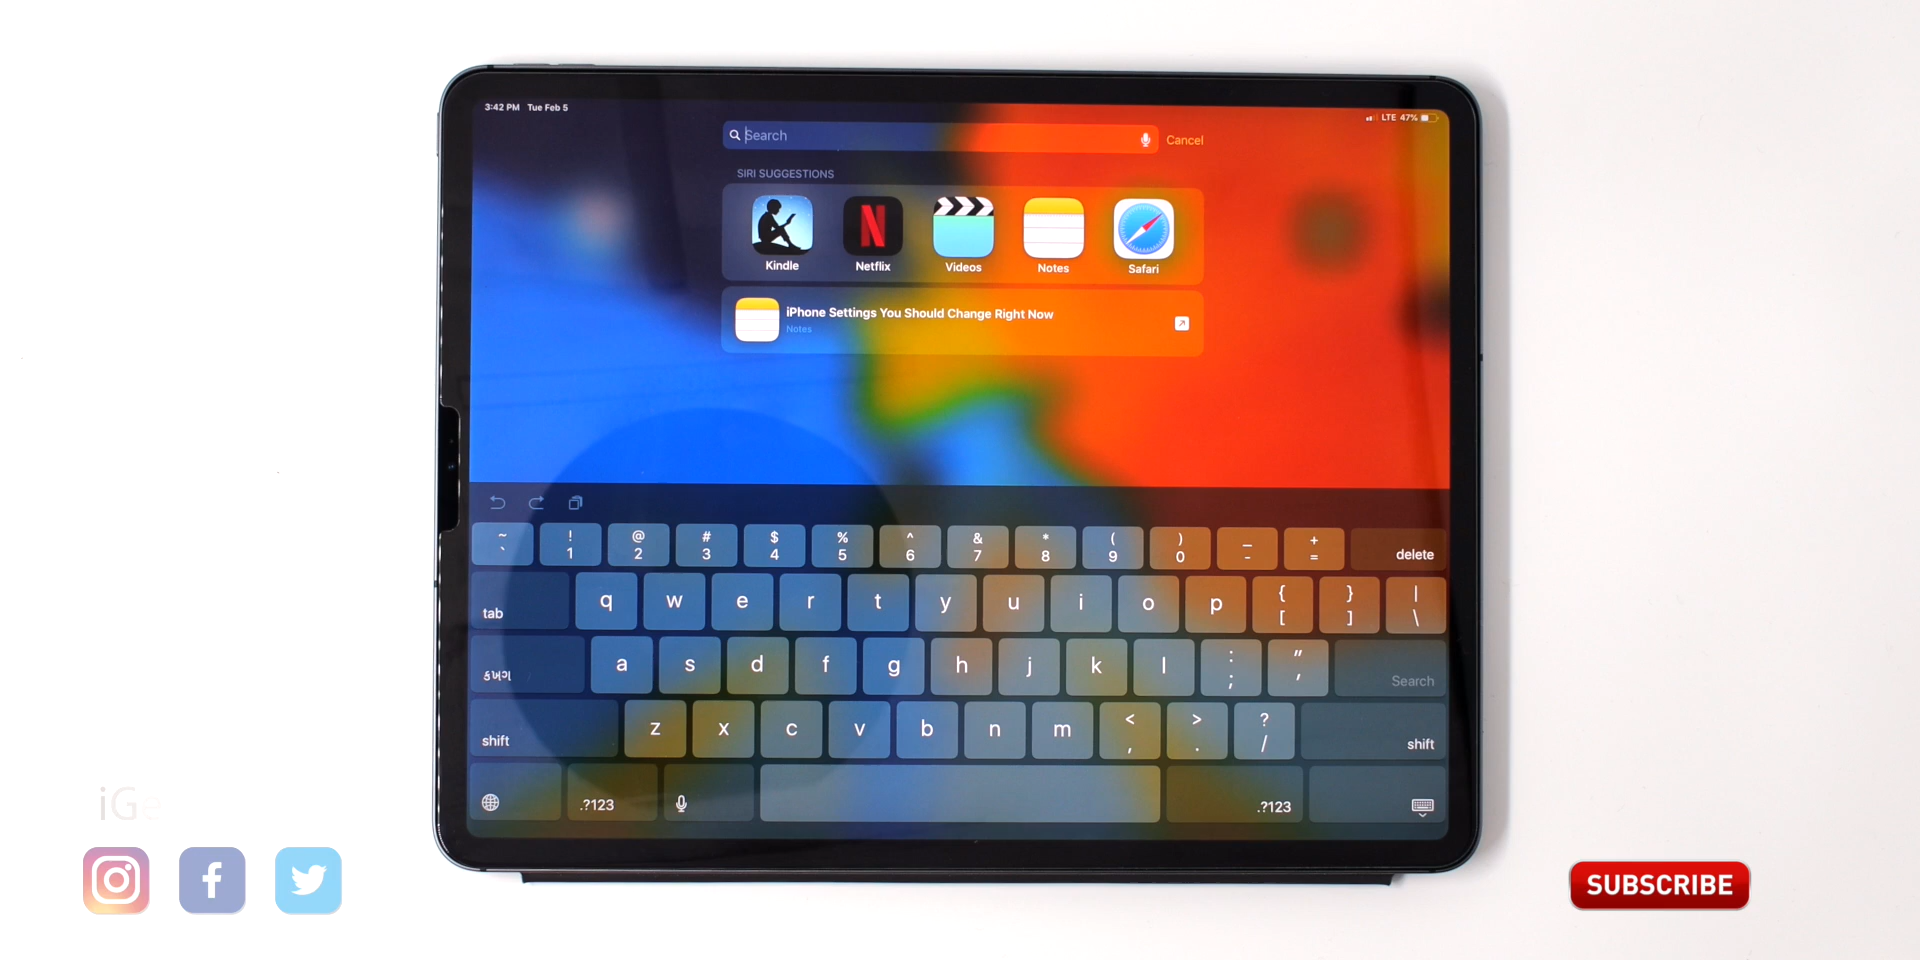 3:42 PM Tue Feb 5
LTE 47%
Search
Cancel
SIRI SUGGESTIONS
Kindle
Netflix
Videos
Notes
Safari
iPhone Settings You Should Change Right Now
Notes
~ ! @ # $ % ^ & * ( ) _ +
` 1 2 3 4 5 6 7 8 9 0 - = delete
tab q w e r t y u i o p { [ } ] | \
કખગ a s d f g h j k l : ; " ' Search
shift z x c v b n m < , > . ? / shift
.?123 .?123
iGe
SUBSCRIBE